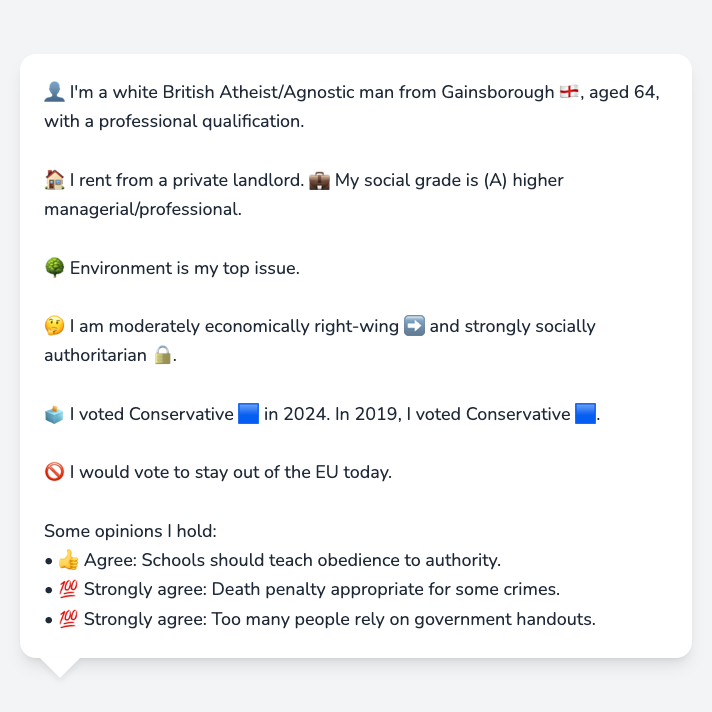 👤 I'm a white British Atheist/Agnostic man from Gainsborough 🏴󠁧󠁢󠁥󠁮󠁧󠁿, aged 64,
with a professional qualification.
🏠 I rent from a private landlord. 💼 My social grade is (A) higher
managerial/professional.
🌳 Environment is my top issue.
🤔 I am moderately economically right-wing ➡️ and strongly socially
authoritarian 🔒.
🗳️ I voted Conservative 🟦 in 2024. In 2019, I voted Conservative 🟦.
🚫 I would vote to stay out of the EU today.
Some opinions I hold:
• 👍 Agree: Schools should teach obedience to authority.
• 💯 Strongly agree: Death penalty appropriate for some crimes.
• 💯 Strongly agree: Too many people rely on government handouts.